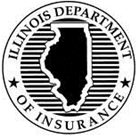 ILLINOIS DEPARTMENT
OF INSURANCE